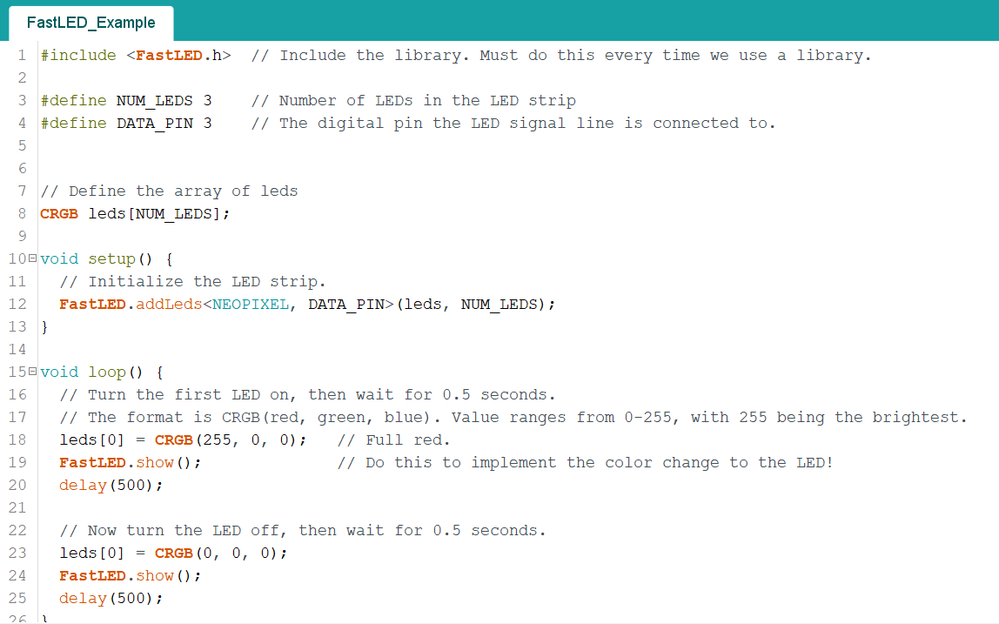 FastLED_Example
1 #include <FastLED.h>  // Include the library. Must do this every time we use a library.
2
3 #define NUM_LEDS 3    // Number of LEDs in the LED strip
4 #define DATA_PIN 3    // The digital pin the LED signal line is connected to.
5
6
7 // Define the array of leds
8 CRGB leds[NUM_LEDS];
9
10 void setup() {
11   // Initialize the LED strip.
12   FastLED.addLeds<NEOPIXEL, DATA_PIN>(leds, NUM_LEDS);
13 }
14
15 void loop() {
16   // Turn the first LED on, then wait for 0.5 seconds.
17   // The format is CRGB(red, green, blue). Value ranges from 0-255, with 255 being the brightest.
18   leds[0] = CRGB(255, 0, 0);   // Full red.
19   FastLED.show();              // Do this to implement the color change to the LED!
20   delay(500);
21
22   // Now turn the LED off, then wait for 0.5 seconds.
23   leds[0] = CRGB(0, 0, 0);
24   FastLED.show();
25   delay(500);
26 }